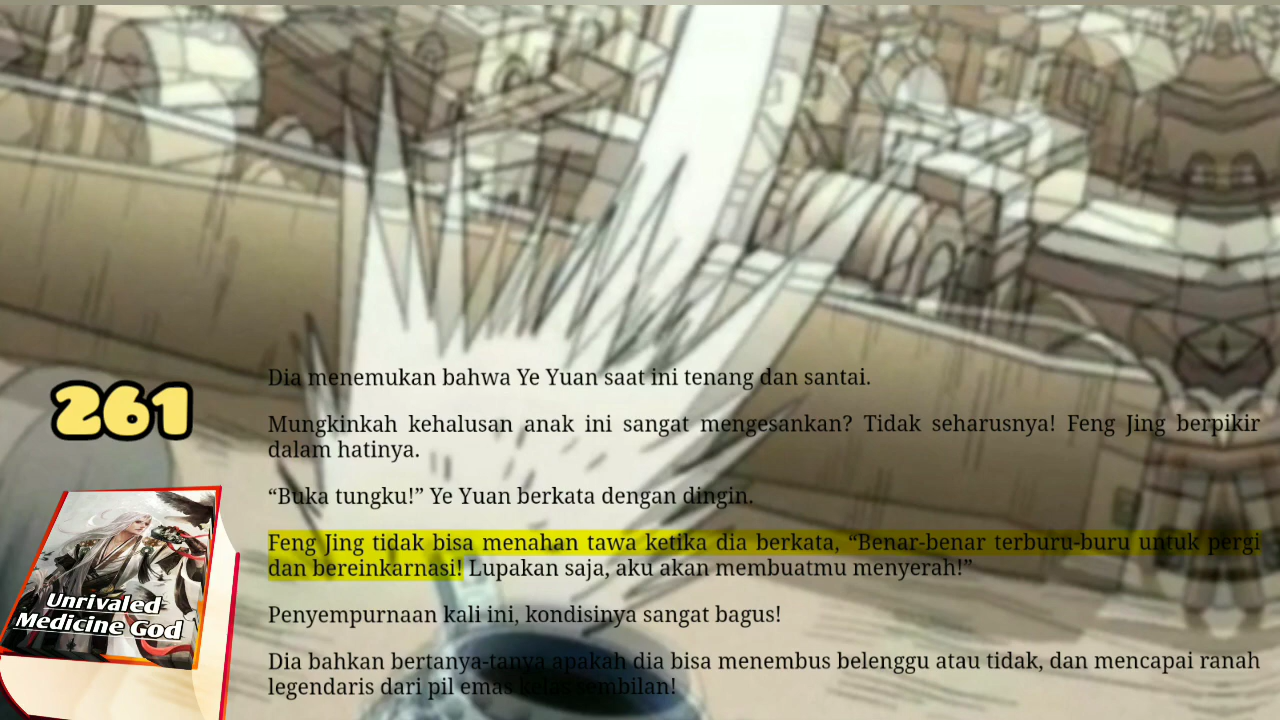 Dia menemukan bahwa Ye Yuan saat ini tenang dan santai.
Mungkinkah kehalusan anak ini sangat mengesankan? Tidak seharusnya! Feng Jing berpikir
dalam hatinya.
“Buka tungku!” Ye Yuan berkata dengan dingin.
Feng Jing tidak bisa menahan tawa ketika dia berkata, “Benar-benar terburu-buru untuk pergi
dan bereinkarnasi! Lupakan saja, aku akan membuatmu menyerah!”
Penyempurnaan kali ini, kondisinya sangat bagus!
Dia bahkan bertanya-tanya apakah dia bisa menembus belenggu atau tidak, dan mencapai ranah
legendaris dari pil emas kelas sembilan!
261
Unrivaled
Medicine God